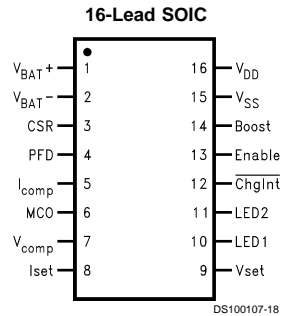 16-Lead SOIC
VBAT+ 1 16 VDD
VBAT− 2 15 VSS
CSR 3 14 Boost
PFD 4 13 Enable
Icomp 5 12 ChgInt
MCO 6 11 LED2
Vcomp 7 10 LED1
Iset 8 9 Vset
DS100107-18